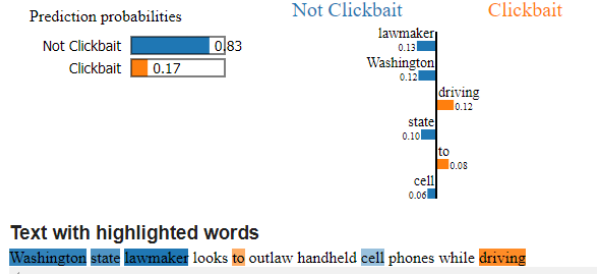 Prediction probabilities
Not Clickbait 0.83
Clickbait 0.17
Not Clickbait Clickbait
lawmaker
0.13
Washington
0.12
driving
0.12
state
0.10
to
0.08
cell
0.06
Text with highlighted words
Washington state lawmaker looks to outlaw handheld cell phones while driving